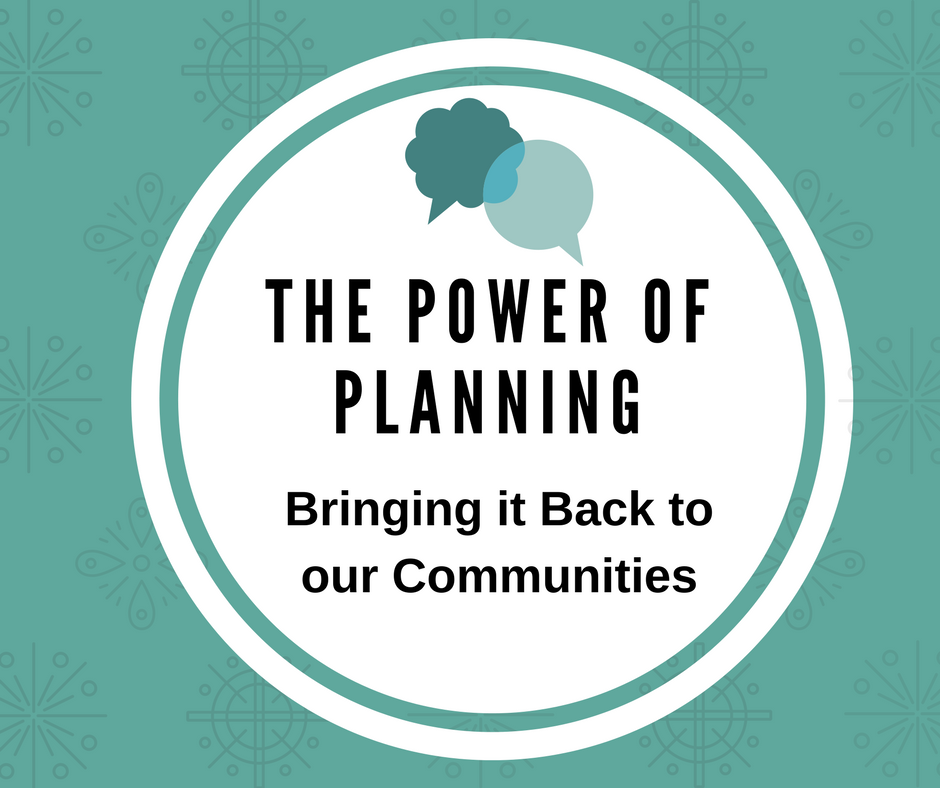 THE POWER OF
PLANNING
Bringing it Back to
our Communities